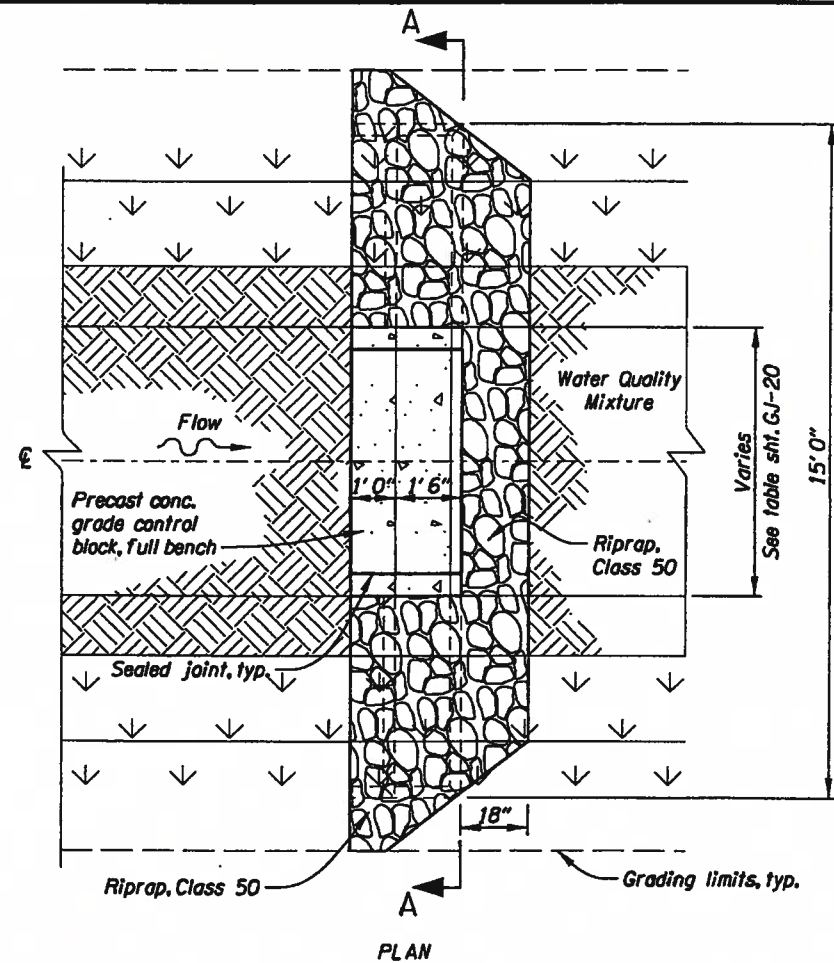 A
Flow
℄
1'0" 1'6"
Precast conc.
grade control
block, full bench
Water Quality
Mixture
Varies
See table sht. GJ-20
15'0"
Riprap,
Class 50
Sealed joint, typ.
18"
Riprap, Class 50
Grading limits, typ.
A
PLAN